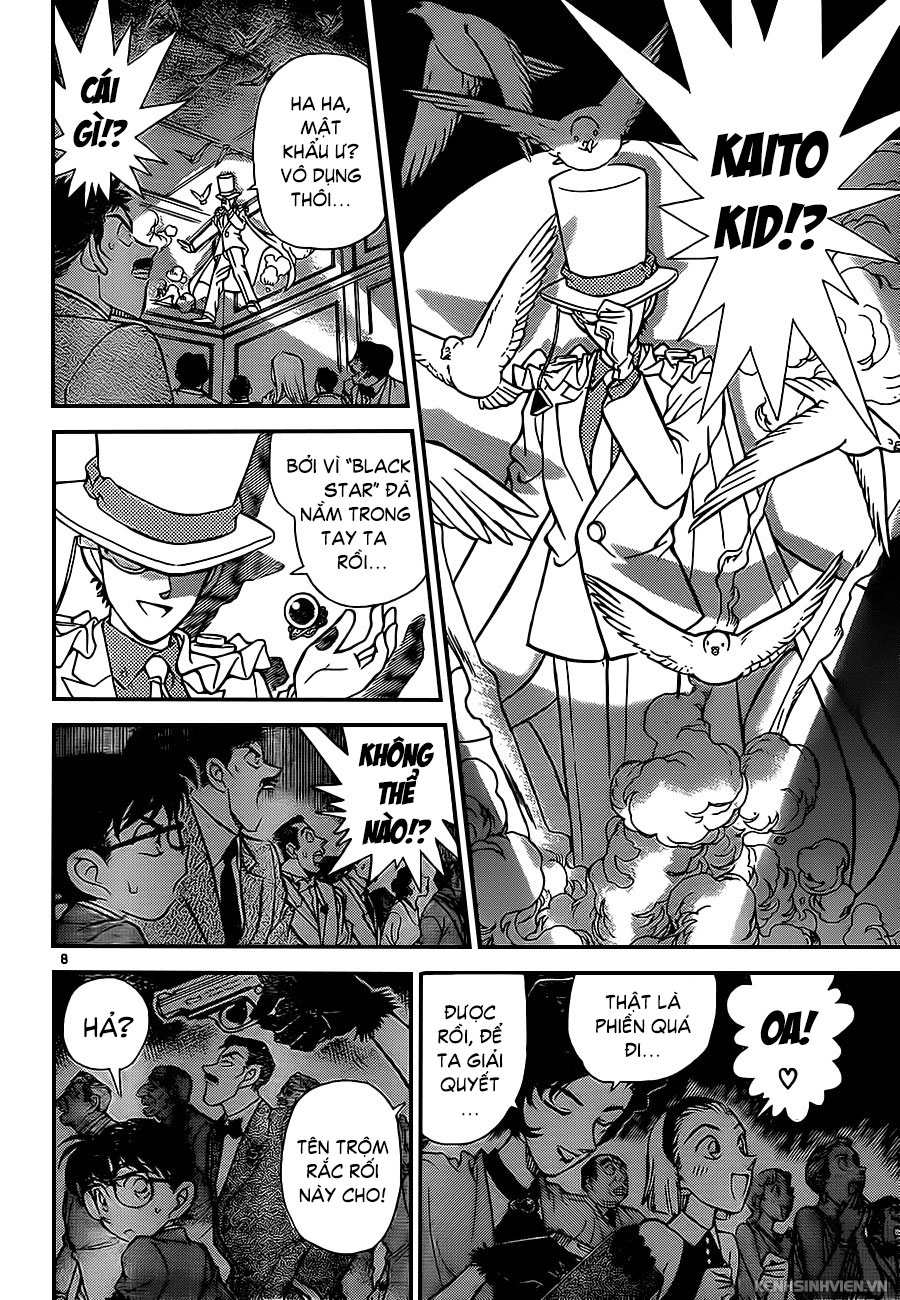 KAITO
KID!?
CÁI
GÌ!?
HA HA,
MẬT
KHẨU Ư?
VÔ DỤNG
THÔI...
BỞI VÌ “BLACK
STAR” ĐÃ
NẰM TRONG
TAY TA
RỒI...
KHÔNG
THỂ
NÀO!?
8
OA!
♡
THẬT LÀ
PHIỀN QUÁ
ĐI...
ĐƯỢC
RỒI, ĐỂ
TA GIẢI
QUYẾT
...
HẢ?
TÊN TRỘM
RẮC RỐI
NÀY CHO!
KENHSINHVIEN.VN